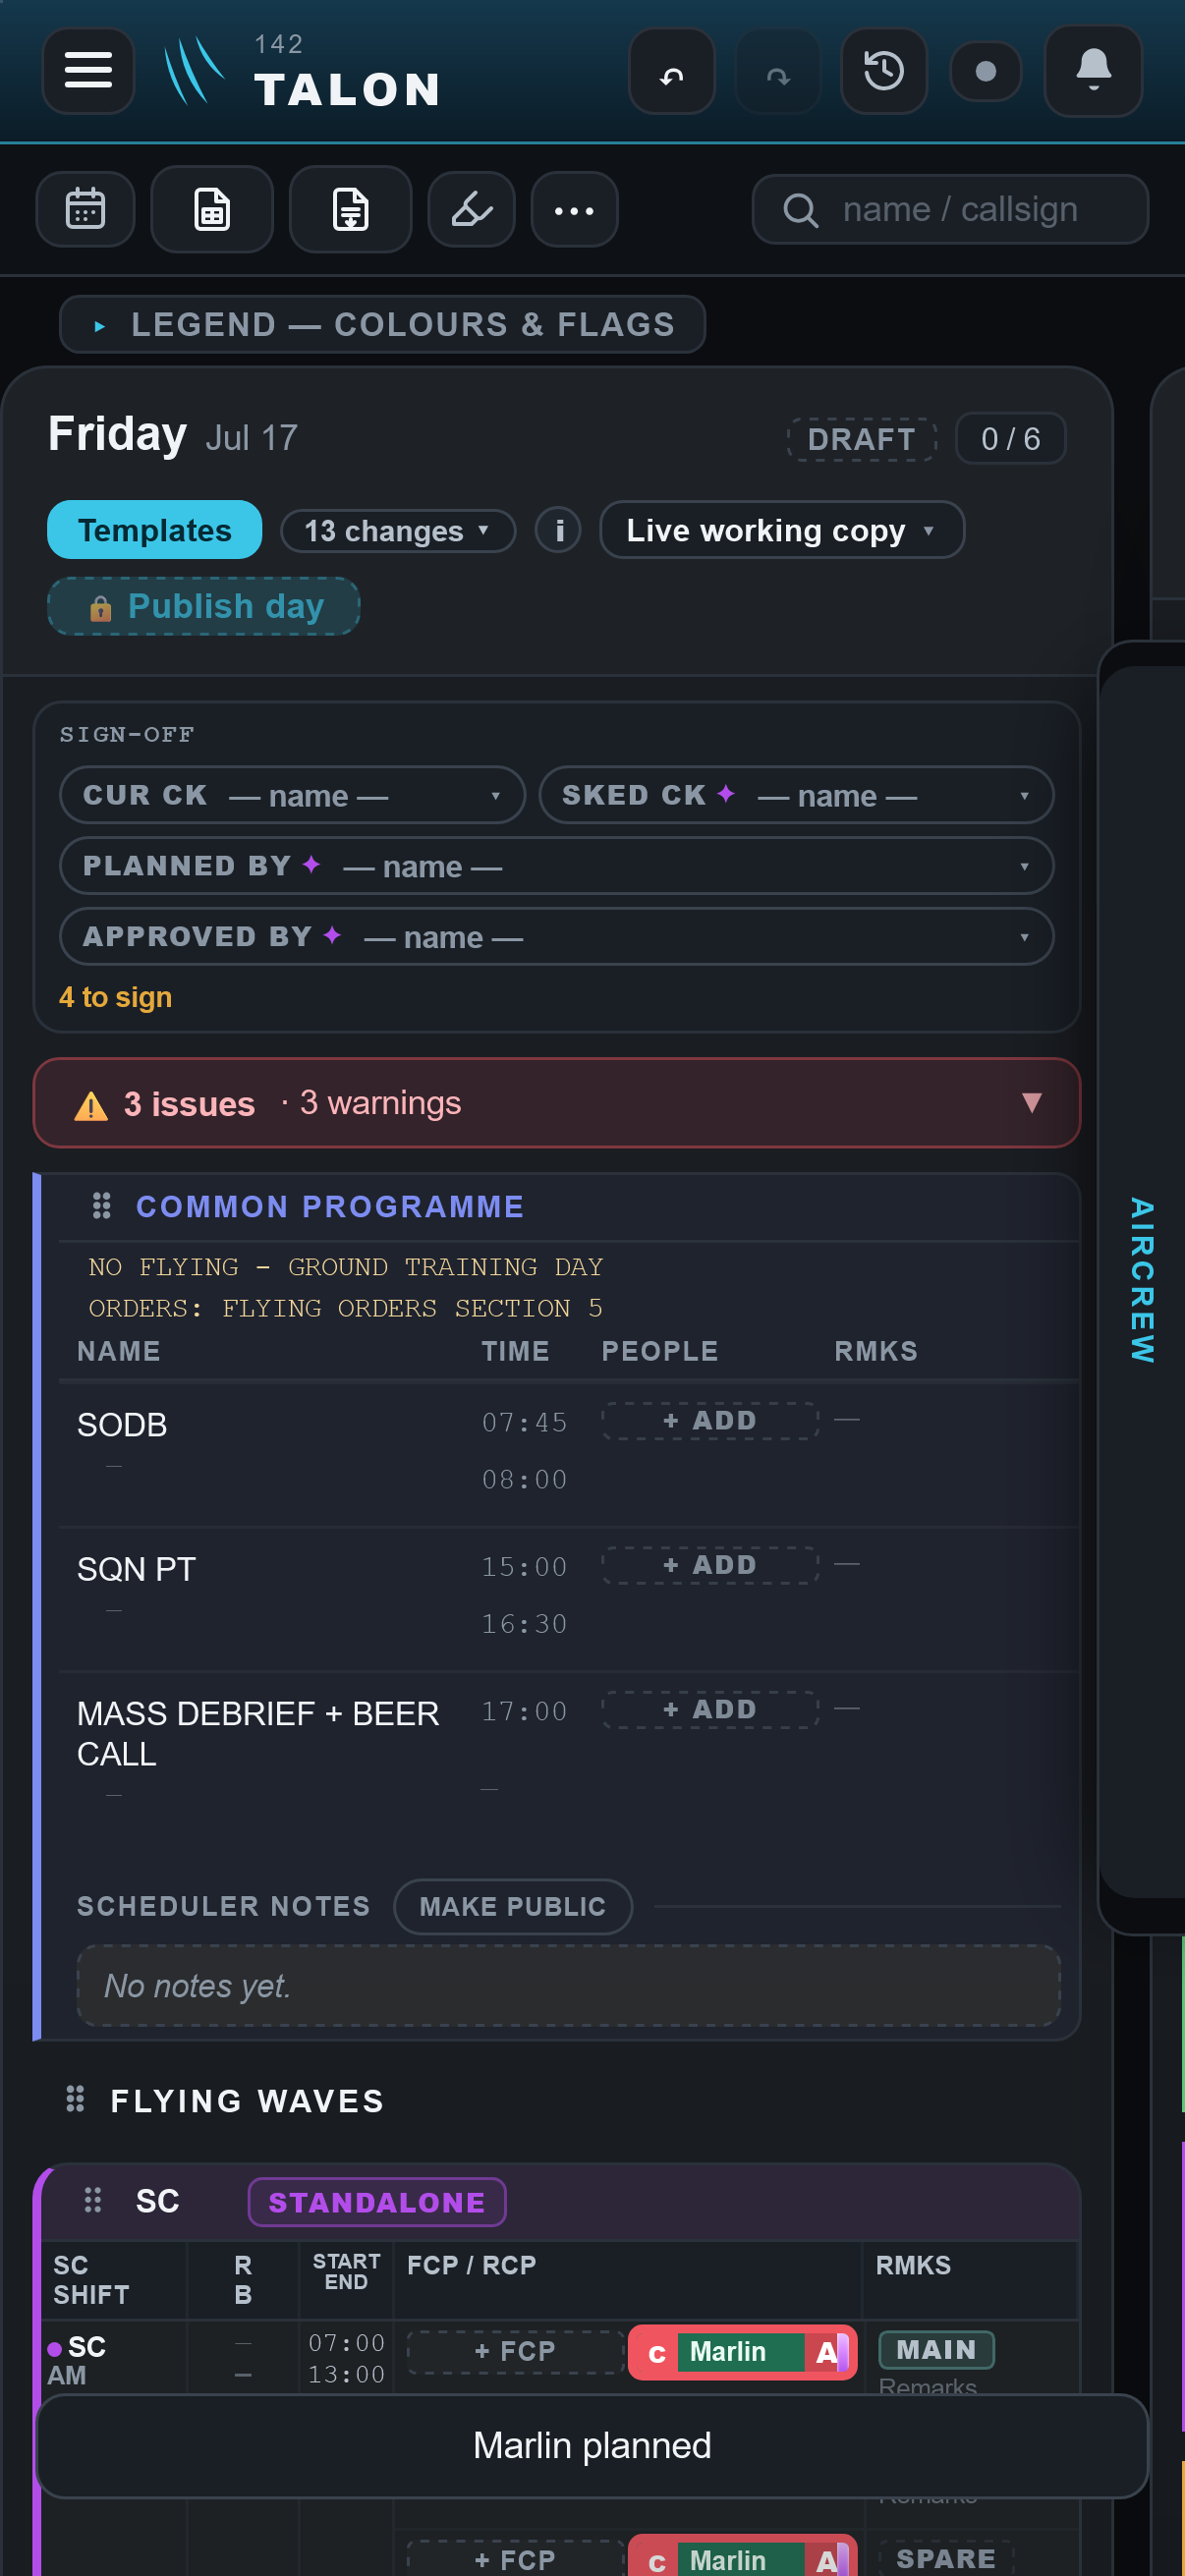 142
TALON
name / callsign
LEGEND — COLOURS & FLAGS
Friday Jul 17 DRAFT 0 / 6
Templates 13 changes i Live working copy
Publish day
SIGN-OFF
CUR CK — name — SKED CK — name —
PLANNED BY — name —
APPROVED BY — name —
4 to sign
3 issues · 3 warnings
AIRCREW
COMMON PROGRAMME
NO FLYING - GROUND TRAINING DAY
ORDERS: FLYING ORDERS SECTION 5
NAME TIME PEOPLE RMKS
SODB 07:45 + ADD —
— 08:00
SQN PT 15:00 + ADD —
— 16:30
MASS DEBRIEF + BEER 17:00 + ADD —
CALL
— —
SCHEDULER NOTES MAKE PUBLIC
No notes yet.
FLYING WAVES
SC STANDALONE
SC R START FCP / RCP RMKS
SHIFT B END
SC — 07:00 + FCP C Marlin A MAIN
AM — 13:00 Remarks
Marlin planned
Remarks
+ FCP C Marlin A SPARE